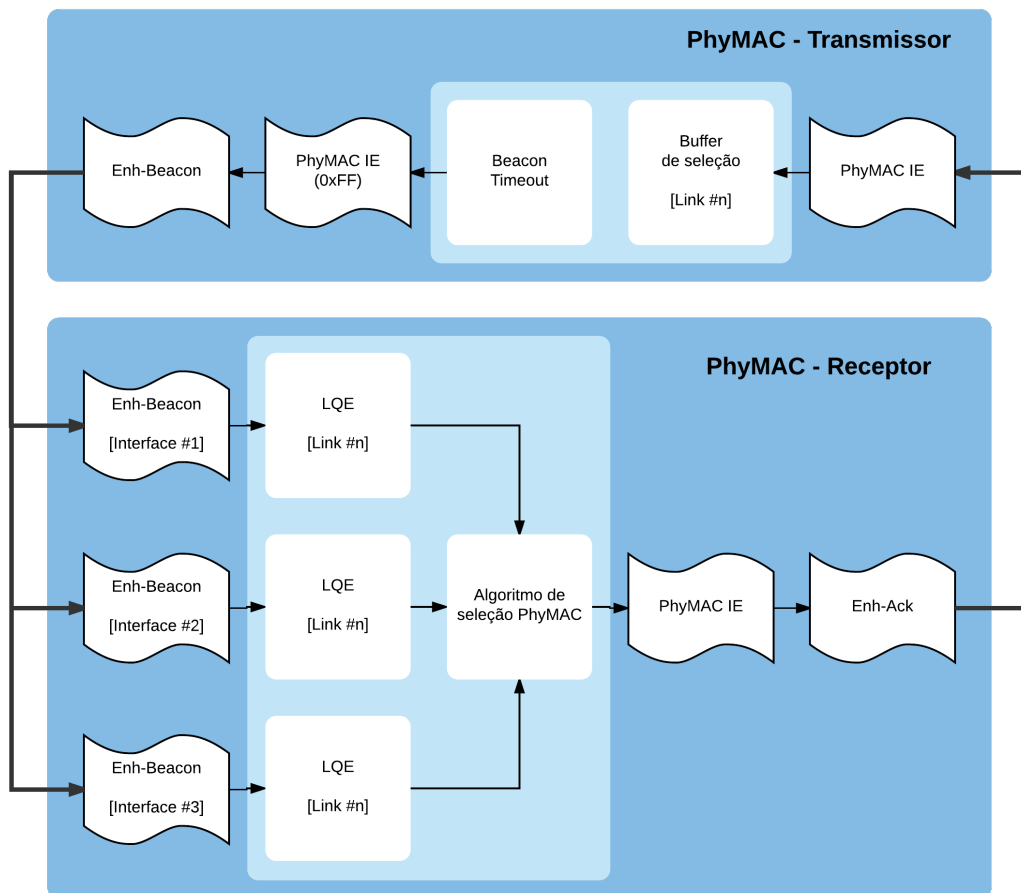 PhyMAC - Transmissor
Enh-Beacon
PhyMAC IE
(0xFF)
Beacon
Timeout
Buffer
de seleção
[Link #n]
PhyMAC IE
PhyMAC - Receptor
Enh-Beacon
[Interface #1]
LQE
[Link #n]
Enh-Beacon
[Interface #2]
LQE
[Link #n]
Algoritmo de
seleção PhyMAC
PhyMAC IE
Enh-Ack
Enh-Beacon
[Interface #3]
LQE
[Link #n]